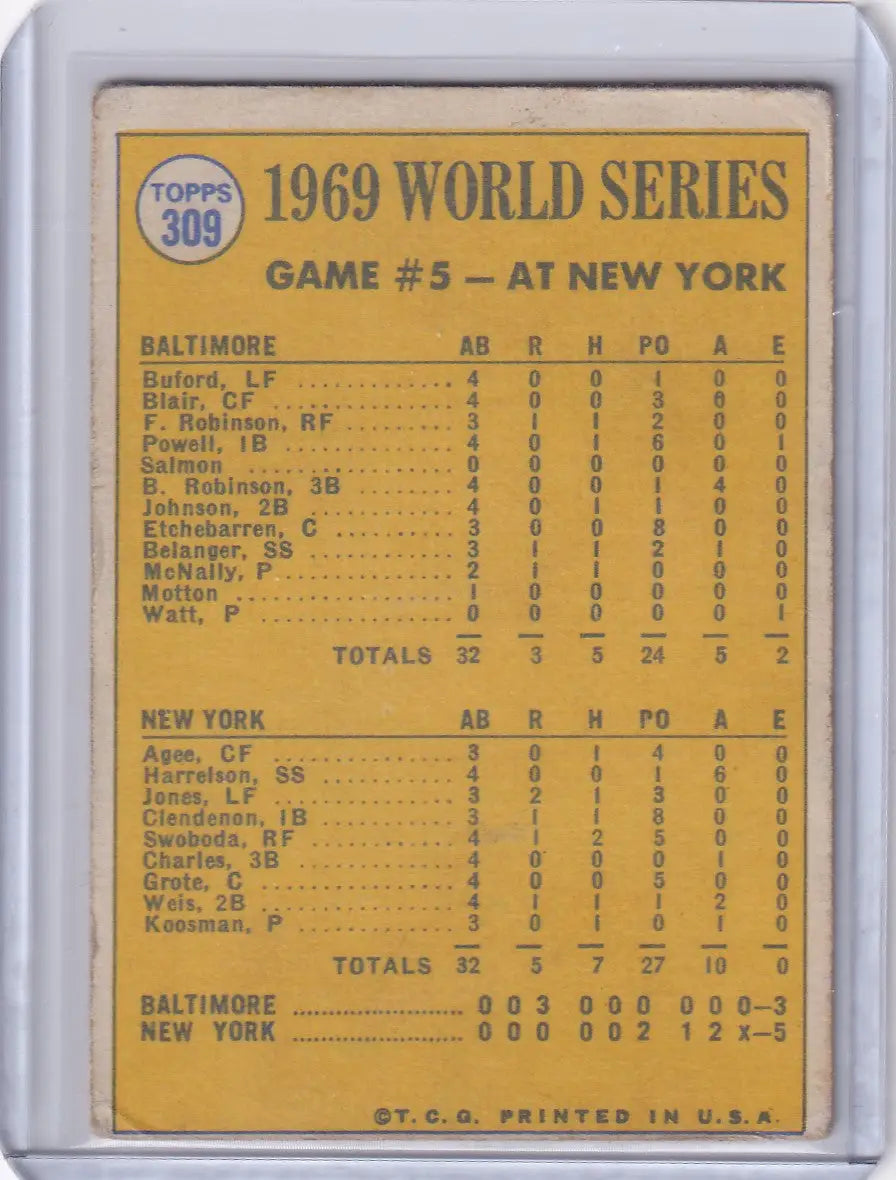 TOPPS
309
1969 WORLD SERIES
GAME #5 — AT NEW YORK
BALTIMORE AB R H PO A E
Buford, LF .............. 4 0 0 1 0 0
Blair, CF ................ 4 0 0 3 0 0
F. Robinson, RF ......... 3 1 1 2 0 0
Powell, 1B .............. 4 0 1 6 0 1
Salmon ................. 0 0 0 0 0 0
B. Robinson, 3B ........ 4 0 0 1 4 0
Johnson, 2B ............ 4 0 1 1 0 0
Etchebarren, C .......... 3 0 0 8 0 0
Belanger, SS ............ 3 1 1 2 1 0
McNally, P .............. 2 1 1 0 0 0
Motton .................. 1 0 0 0 0 0
Watt, P ................ 0 0 0 0 0 1
TOTALS 32 3 5 24 5 2
NEW YORK AB R H PO A E
Agee, CF ............... 3 0 1 4 0 0
Harrelson, SS ........... 4 0 0 1 6 0
Jones, LF ............... 3 2 1 3 0 0
Clendenon, 1B ........... 3 1 1 8 0 0
Swoboda, RF ............ 4 1 2 5 0 0
Charles, 3B ............. 4 0 0 0 1 0
Grote, C ................ 4 0 0 5 0 0
Weis, 2B ................ 4 1 1 1 2 0
Koosman, P ............. 3 0 1 0 1 0
TOTALS 32 5 7 27 10 0
BALTIMORE ........................ 0 0 3 0 0 0 0 0 0—3
NEW YORK ........................ 0 0 0 0 0 2 1 2 X—5
©T. C. G. PRINTED IN U.S.A.